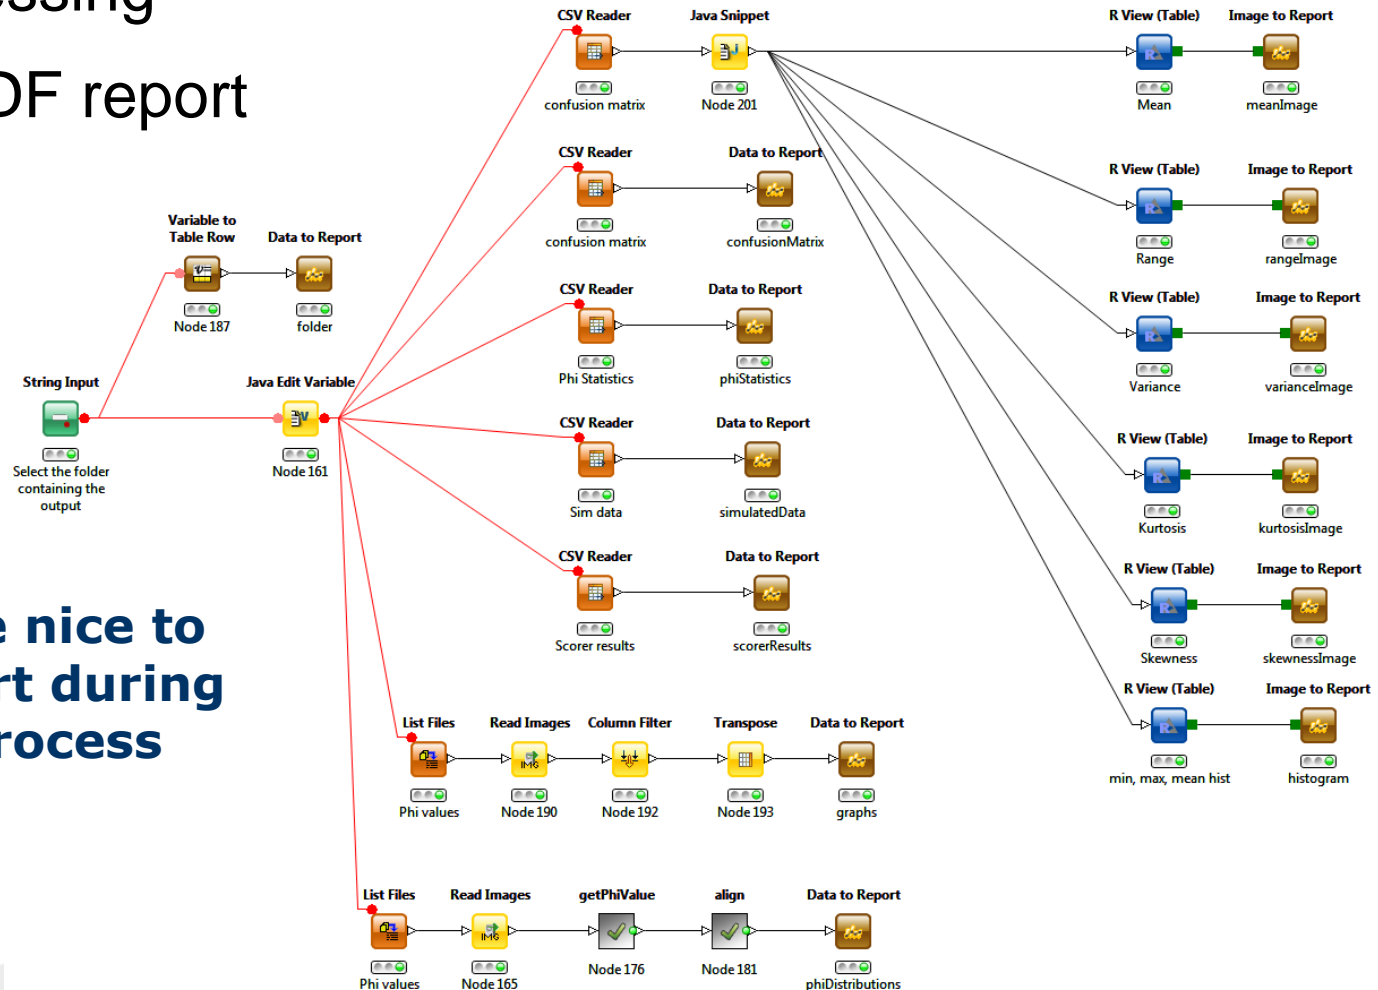 essing
DF report
CSV Reader
confusion matrix
Java Snippet
Node 201
R View (Table)
Mean
Image to Report
meanImage
CSV Reader
confusion matrix
Data to Report
confusionMatrix
R View (Table)
Range
Image to Report
rangeImage
Variable to
Table Row
Node 187
Data to Report
folder
CSV Reader
Phi Statistics
Data to Report
phiStatistics
R View (Table)
Variance
Image to Report
varianceImage
String Input
Select the folder
containing the
output
Java Edit Variable
Node 161
CSV Reader
Sim data
Data to Report
simulatedData
R View (Table)
Kurtosis
Image to Report
kurtosisImage
CSV Reader
Scorer results
Data to Report
scorerResults
R View (Table)
Skewness
Image to Report
skewnessImage
e nice to
rt during
rocess
R View (Table)
min, max, mean hist
Image to Report
histogram
List Files
Phi values
Read Images
IMG
Node 190
Column Filter
Node 192
Transpose
Node 193
Data to Report
graphs
List Files
Phi values
Read Images
IMG
Node 165
getPhiValue
Node 176
align
Node 181
Data to Report
phiDistributions